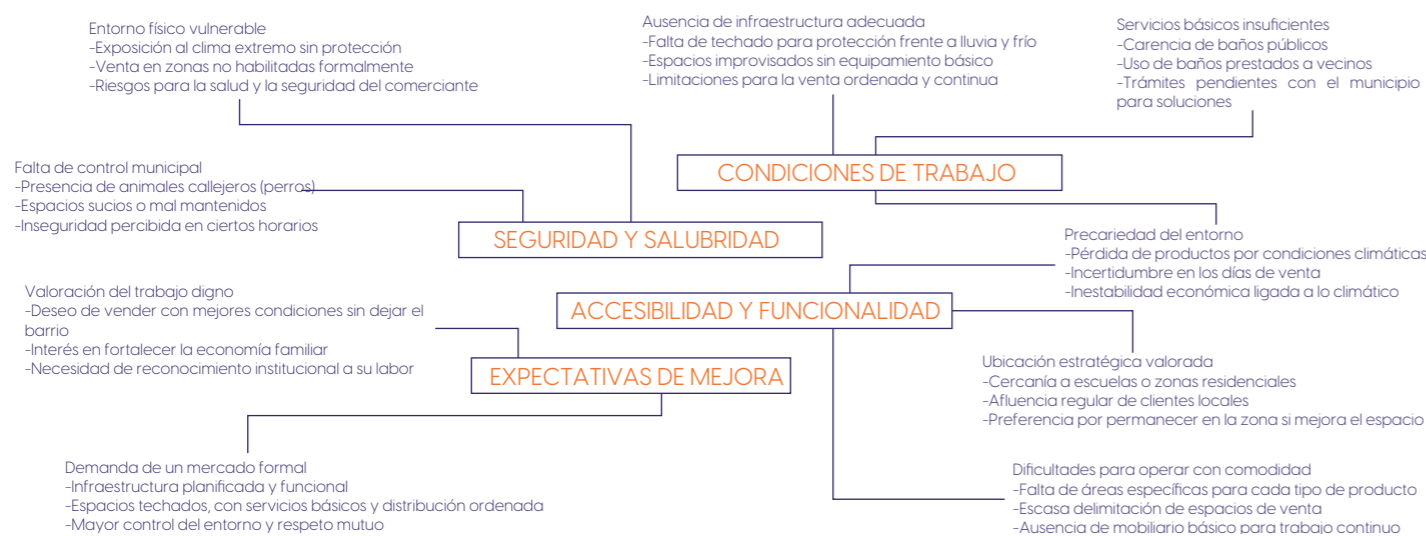 Entorno físico vulnerable
-Exposición al clima extremo sin protección
-Venta en zonas no habilitadas formalmente
-Riesgos para la salud y la seguridad del comerciante
Ausencia de infraestructura adecuada
-Falta de techado para protección frente a lluvia y frío
-Espacios improvisados sin equipamiento básico
-Limitaciones para la venta ordenada y continua
Servicios básicos insuficientes
-Carencia de baños públicos
-Uso de baños prestados a vecinos
-Trámites pendientes con el municipio
para soluciones
CONDICIONES DE TRABAJO
Falta de control municipal
-Presencia de animales callejeros (perros)
-Espacios sucios o mal mantenidos
-Inseguridad percibida en ciertos horarios
SEGURIDAD Y SALUBRIDAD
Precariedad del entorno
-Pérdida de productos por condiciones climáticas
-Incertidumbre en los días de venta
-Inestabilidad económica ligada a lo climático
Valoración del trabajo digno
-Deseo de vender con mejores condiciones sin dejar el
barrio
-Interés en fortalecer la economía familiar
-Necesidad de reconocimiento institucional a su labor
ACCESIBILIDAD Y FUNCIONALIDAD
EXPECTATIVAS DE MEJORA
Ubicación estratégica valorada
-Cercanía a escuelas o zonas residenciales
-Afluencia regular de clientes locales
-Preferencia por permanecer en la zona si mejora el espacio
Demanda de un mercado formal
-Infraestructura planificada y funcional
-Espacios techados, con servicios básicos y distribución ordenada
-Mayor control del entorno y respeto mutuo
Dificultades para operar con comodidad
-Falta de áreas específicas para cada tipo de producto
-Escasa delimitación de espacios de venta
-Ausencia de mobiliario básico para trabajo continuo